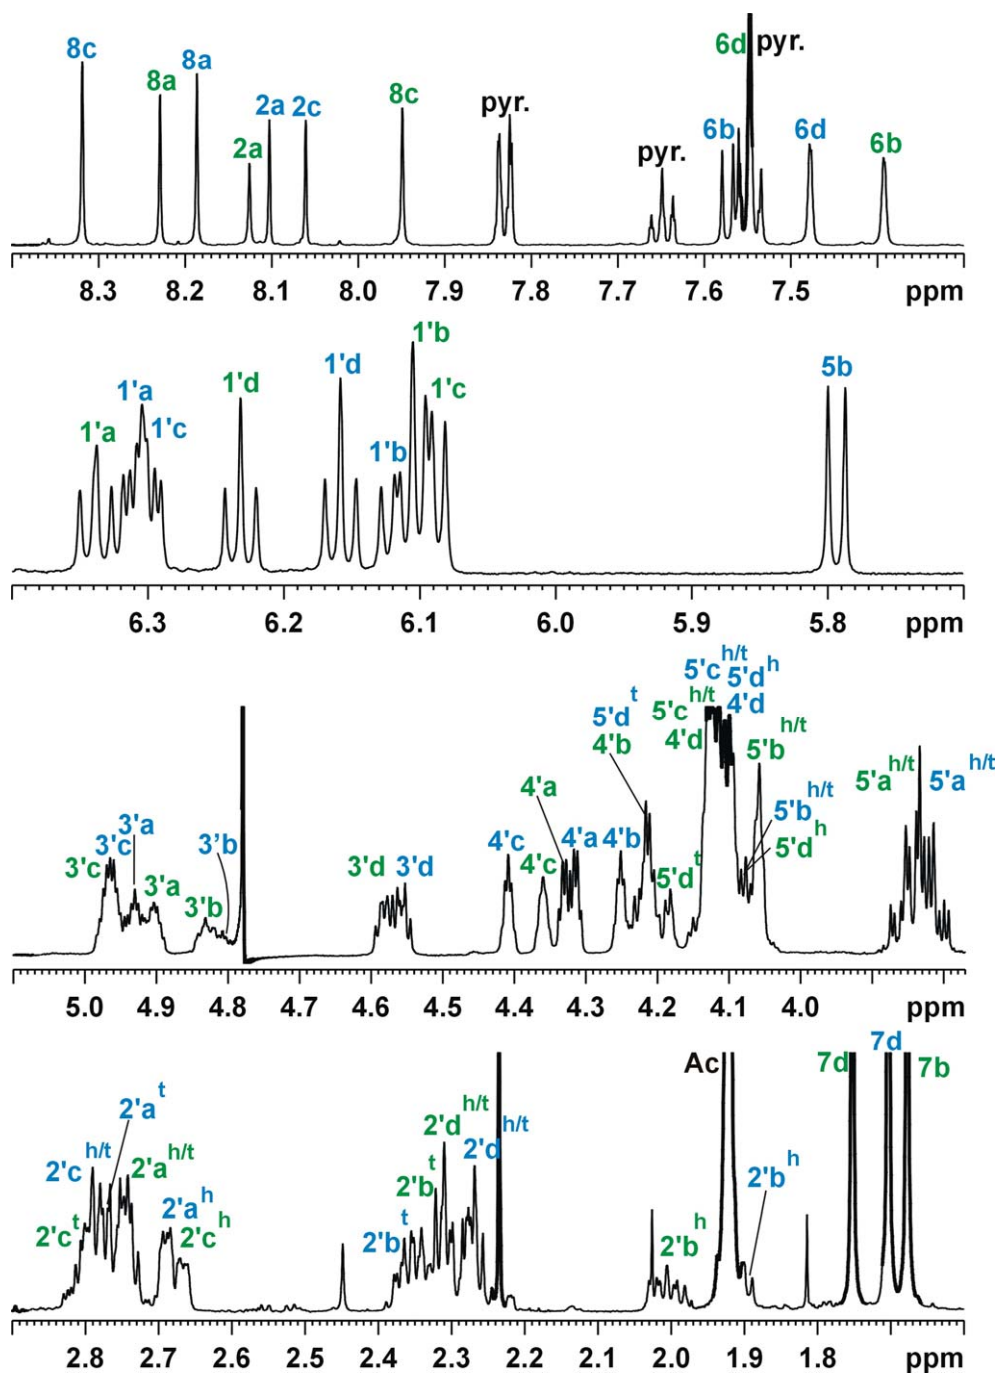 8c 8a 8a 2a 2a 2c 8c pyr. pyr. 6b 6d pyr. 6d 6b
8.3 8.2 8.1 8.0 7.9 7.8 7.7 7.6 7.5 ppm
1'a 1'a 1'c 1'd 1'd 1'b 1'b 1'c 5b
6.3 6.2 6.1 6.0 5.9 5.8 ppm
5'c h/t
5'd t 5'c h/t 5'd h
4'b 4'd 4'd 5'b h/t
3'c 3'c 3'a 3'a 3'b 3'b 3'd 3'd 4'c 4'c 4'a 4'a 4'b 5'd t 5'b h/t 5'd h 5'a h/t 5'a h/t
5.0 4.9 4.8 4.7 4.6 4.5 4.4 4.3 4.2 4.1 4.0 ppm
Ac 7d 7d 7b
2'c t 2'c h/t 2'a t 2'a h/t 2'a h 2'c h 2'b t 2'b t 2'd h/t 2'd h/t 2'b h 2'b h
2.8 2.7 2.6 2.5 2.4 2.3 2.2 2.1 2.0 1.9 1.8 ppm